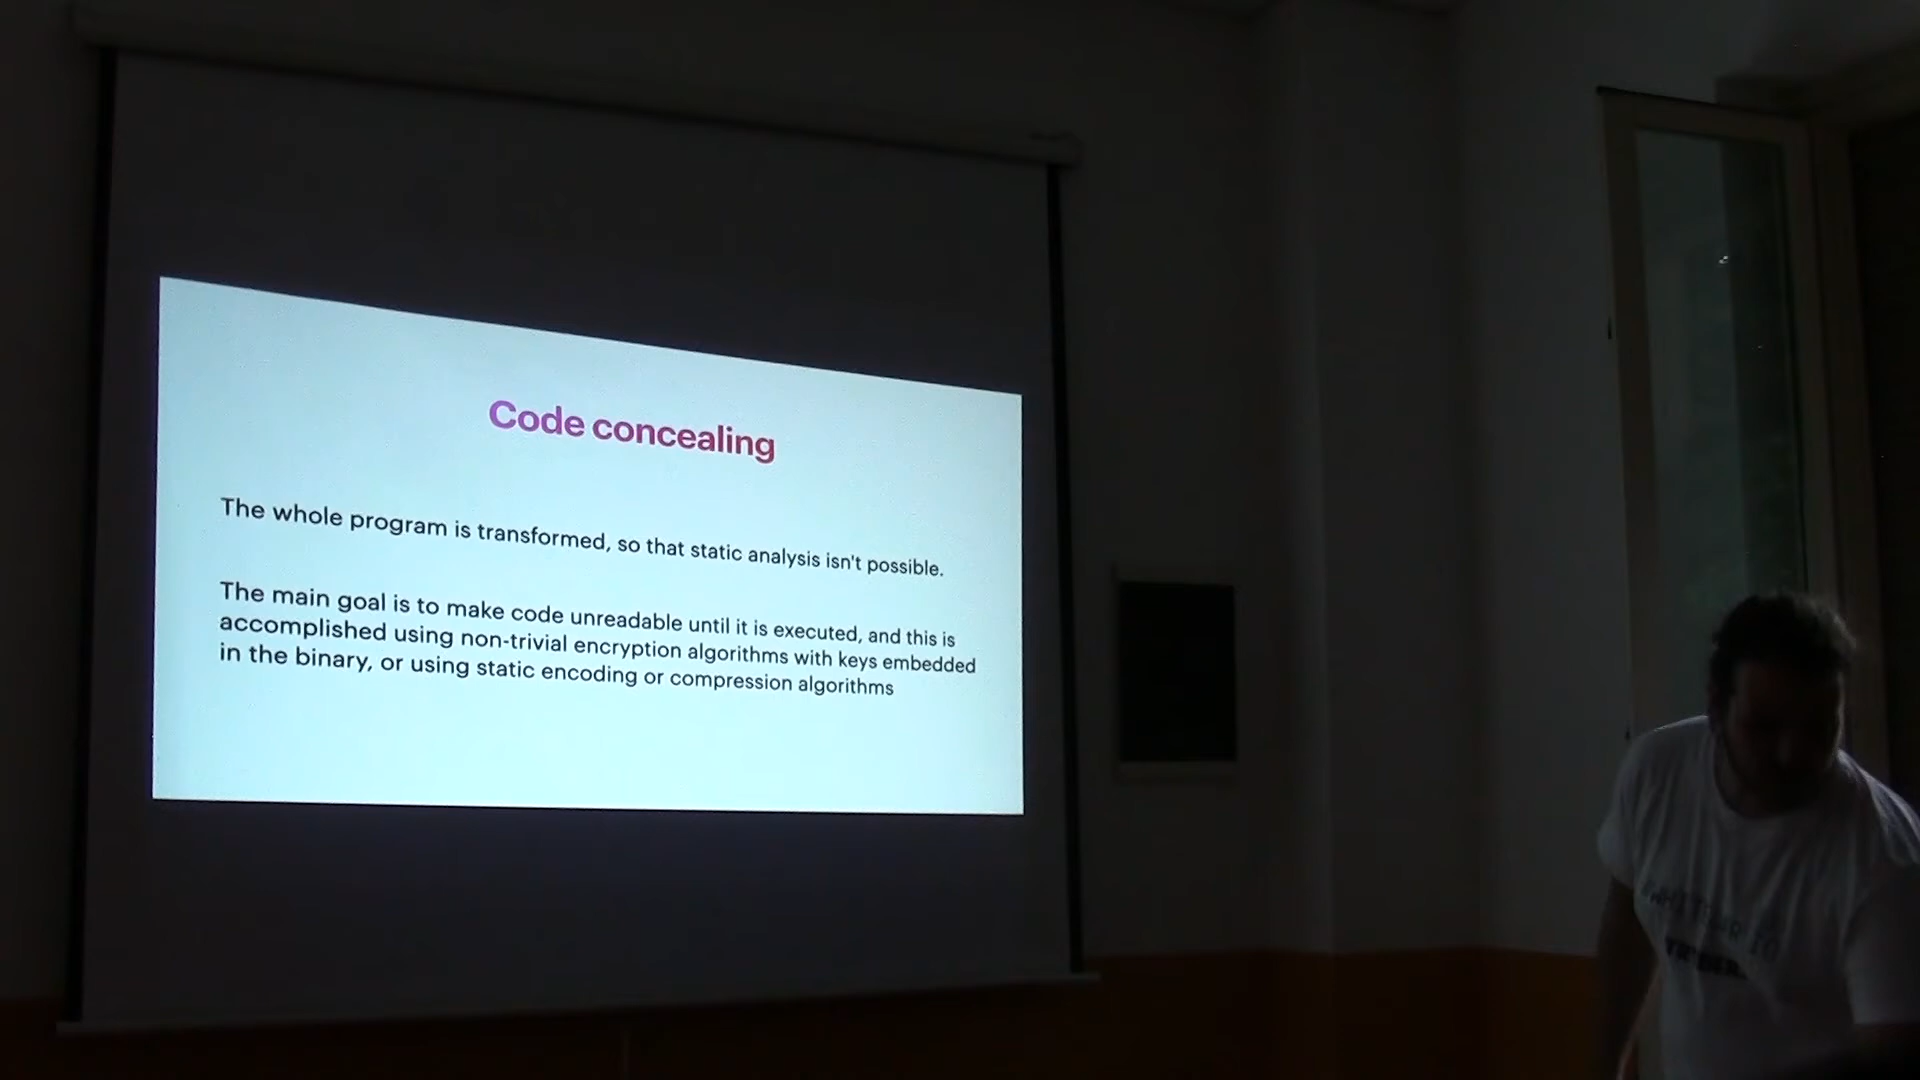 Code concealing
The whole program is transformed, so that static analysis isn't possible.
The main goal is to make code unreadable until it is executed, and this is
accomplished using non-trivial encryption algorithms with keys embedded
in the binary, or using static encoding or compression algorithms